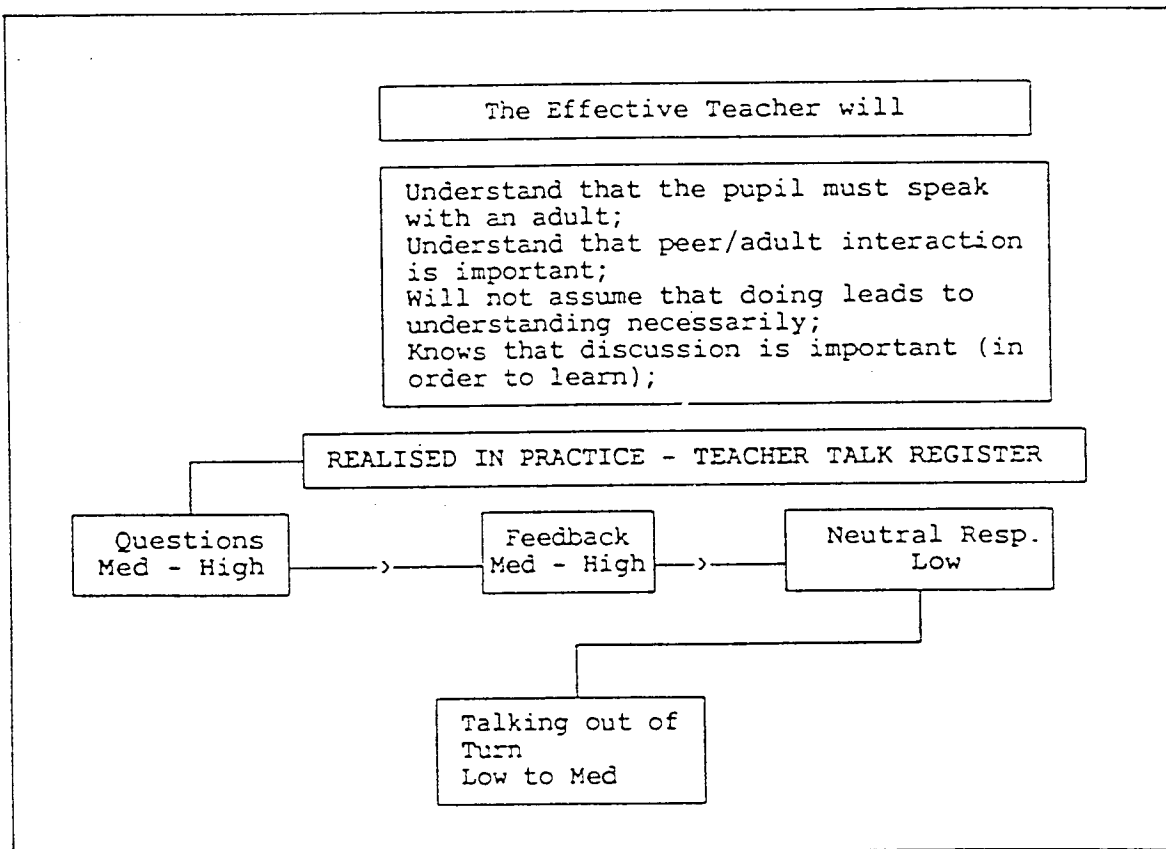 The Effective Teacher will
Understand that the pupil must speak
with an adult;
Understand that peer/adult interaction
is important;
Will not assume that doing leads to
understanding necessarily;
Knows that discussion is important (in
order to learn);
REALISED IN PRACTICE - TEACHER TALK REGISTER
Questions
Med - High
Feedback
Med - High
Neutral Resp.
Low
Talking out of
Turn
Low to Med